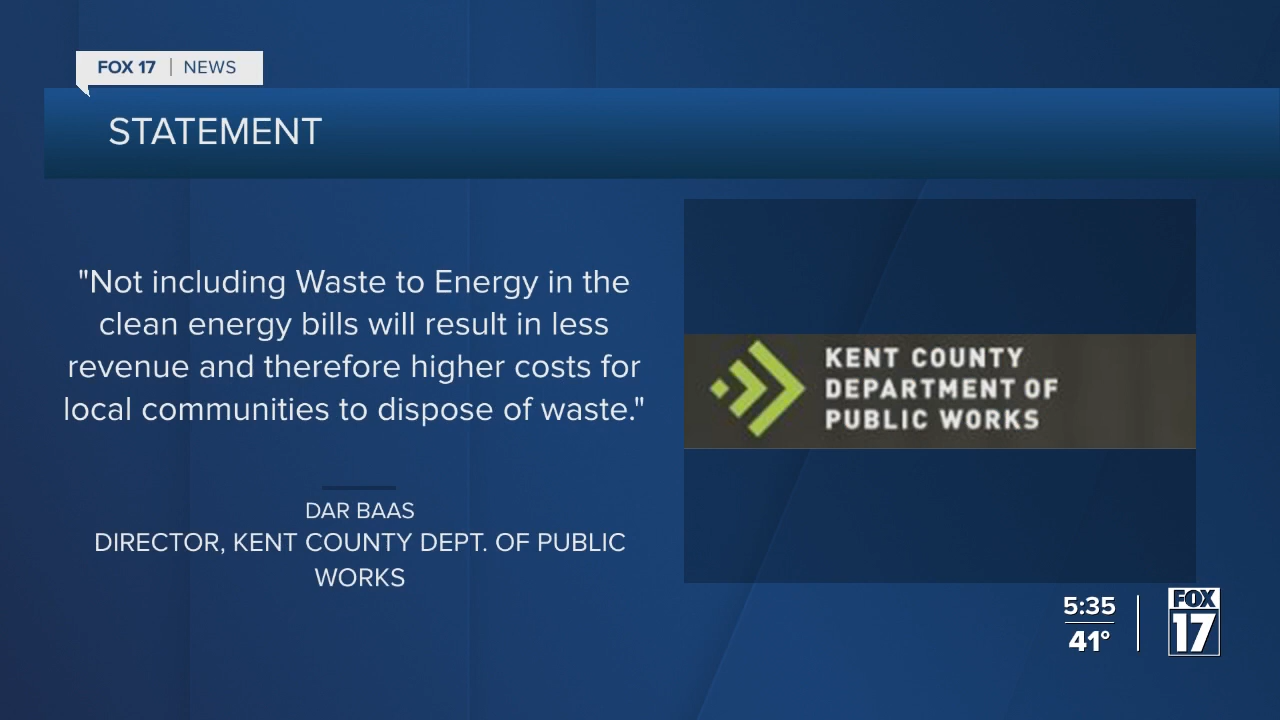 FOX 17 | NEWS
STATEMENT
"Not including Waste to Energy in the
clean energy bills will result in less
revenue and therefore higher costs for
local communities to dispose of waste."
DAR BAAS
DIRECTOR, KENT COUNTY DEPT. OF PUBLIC
WORKS
KENT COUNTY
DEPARTMENT OF
PUBLIC WORKS
5:35
41°
FOX
17